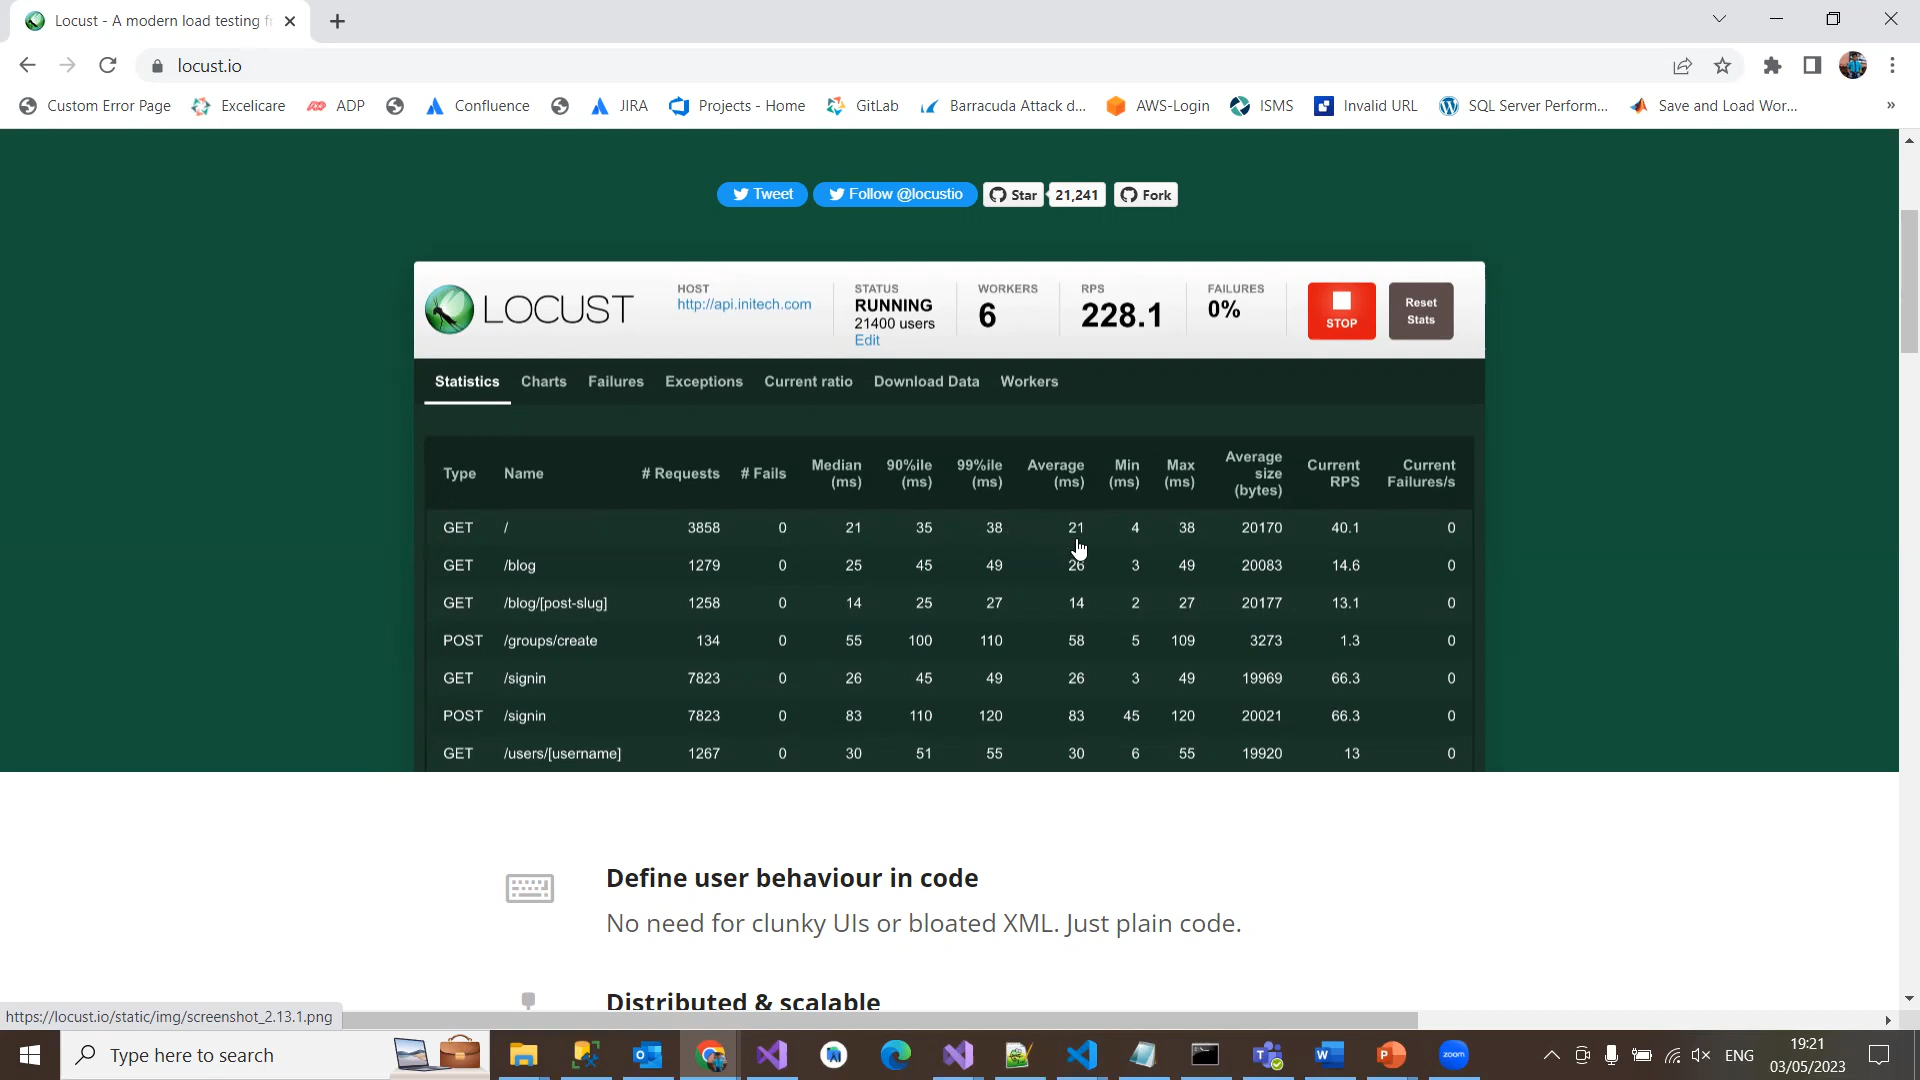 Locust - A modern load testing f
locust.io
Custom Error Page Excelicare ADP Confluence JIRA Projects - Home GitLab Barracuda Attack d... AWS-Login ISMS Invalid URL SQL Server Perform... Save and Load Wor... »
Tweet Follow @locustio Star 21,241 Fork
LOCUST
HOST
http://api.initech.com
STATUS
RUNNING
21400 users
Edit
WORKERS
6
RPS
228.1
FAILURES
0%
STOP
Reset
Stats
Statistics Charts Failures Exceptions Current ratio Download Data Workers
Type Name # Requests # Fails Median (ms) 90%ile (ms) 99%ile (ms) Average (ms) Min (ms) Max (ms) Average size (bytes) Current RPS Current Failures/s
GET / 3858 0 21 35 38 21 4 38 20170 40.1 0
GET /blog 1279 0 25 45 49 26 3 49 20083 14.6 0
GET /blog/[post-slug] 1258 0 14 25 27 14 2 27 20177 13.1 0
POST /groups/create 134 0 55 100 110 58 5 109 3273 1.3 0
GET /signin 7823 0 26 45 49 26 3 49 19969 66.3 0
POST /signin 7823 0 83 110 120 83 45 120 20021 66.3 0
GET /users/[username] 1267 0 30 51 55 30 6 55 19920 13 0
Define user behaviour in code
No need for clunky UIs or bloated XML. Just plain code.
Distributed & scalable
https://locust.io/static/img/screenshot_2.13.1.png
Type here to search
zoom
ENG
19:21
03/05/2023